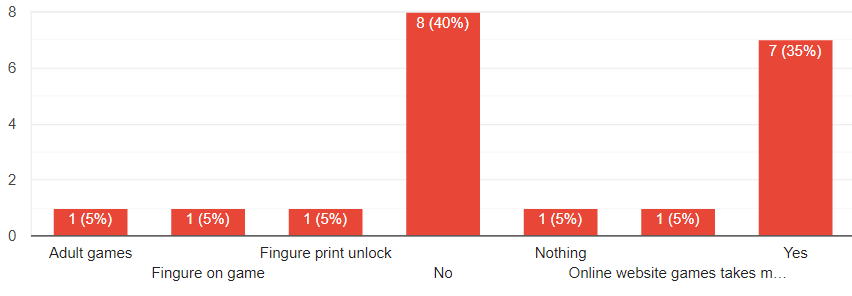 8
6
4
2
0
1 (5%)
1 (5%)
1 (5%)
8 (40%)
1 (5%)
1 (5%)
7 (35%)
Adult games
Fingure on game
Fingure print unlock
No
Nothing
Online website games takes m…
Yes